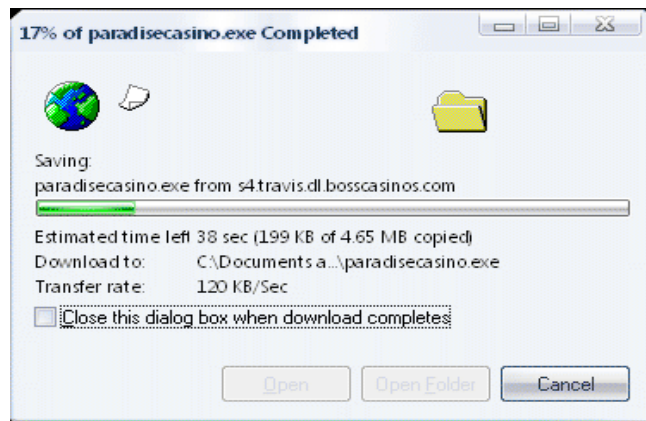 17% of paradisecasino.exe Completed
Saving:
paradisecasino.exe from s4.travis.dl.bosscasinos.com
Estimated time left 38 sec (199 KB of 4.65 MB copied)
Download to: C:\Documents a...\paradisecasino.exe
Transfer rate: 120 KB/Sec
Close this dialog box when download completes
Open Open Folder Cancel